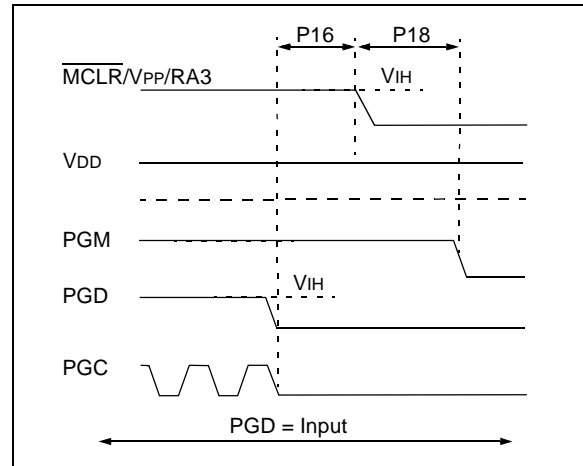 P16 P18
MCLR/VPP/RA3
VIH
VDD
PGM
PGD
VIH
PGC
PGD = Input